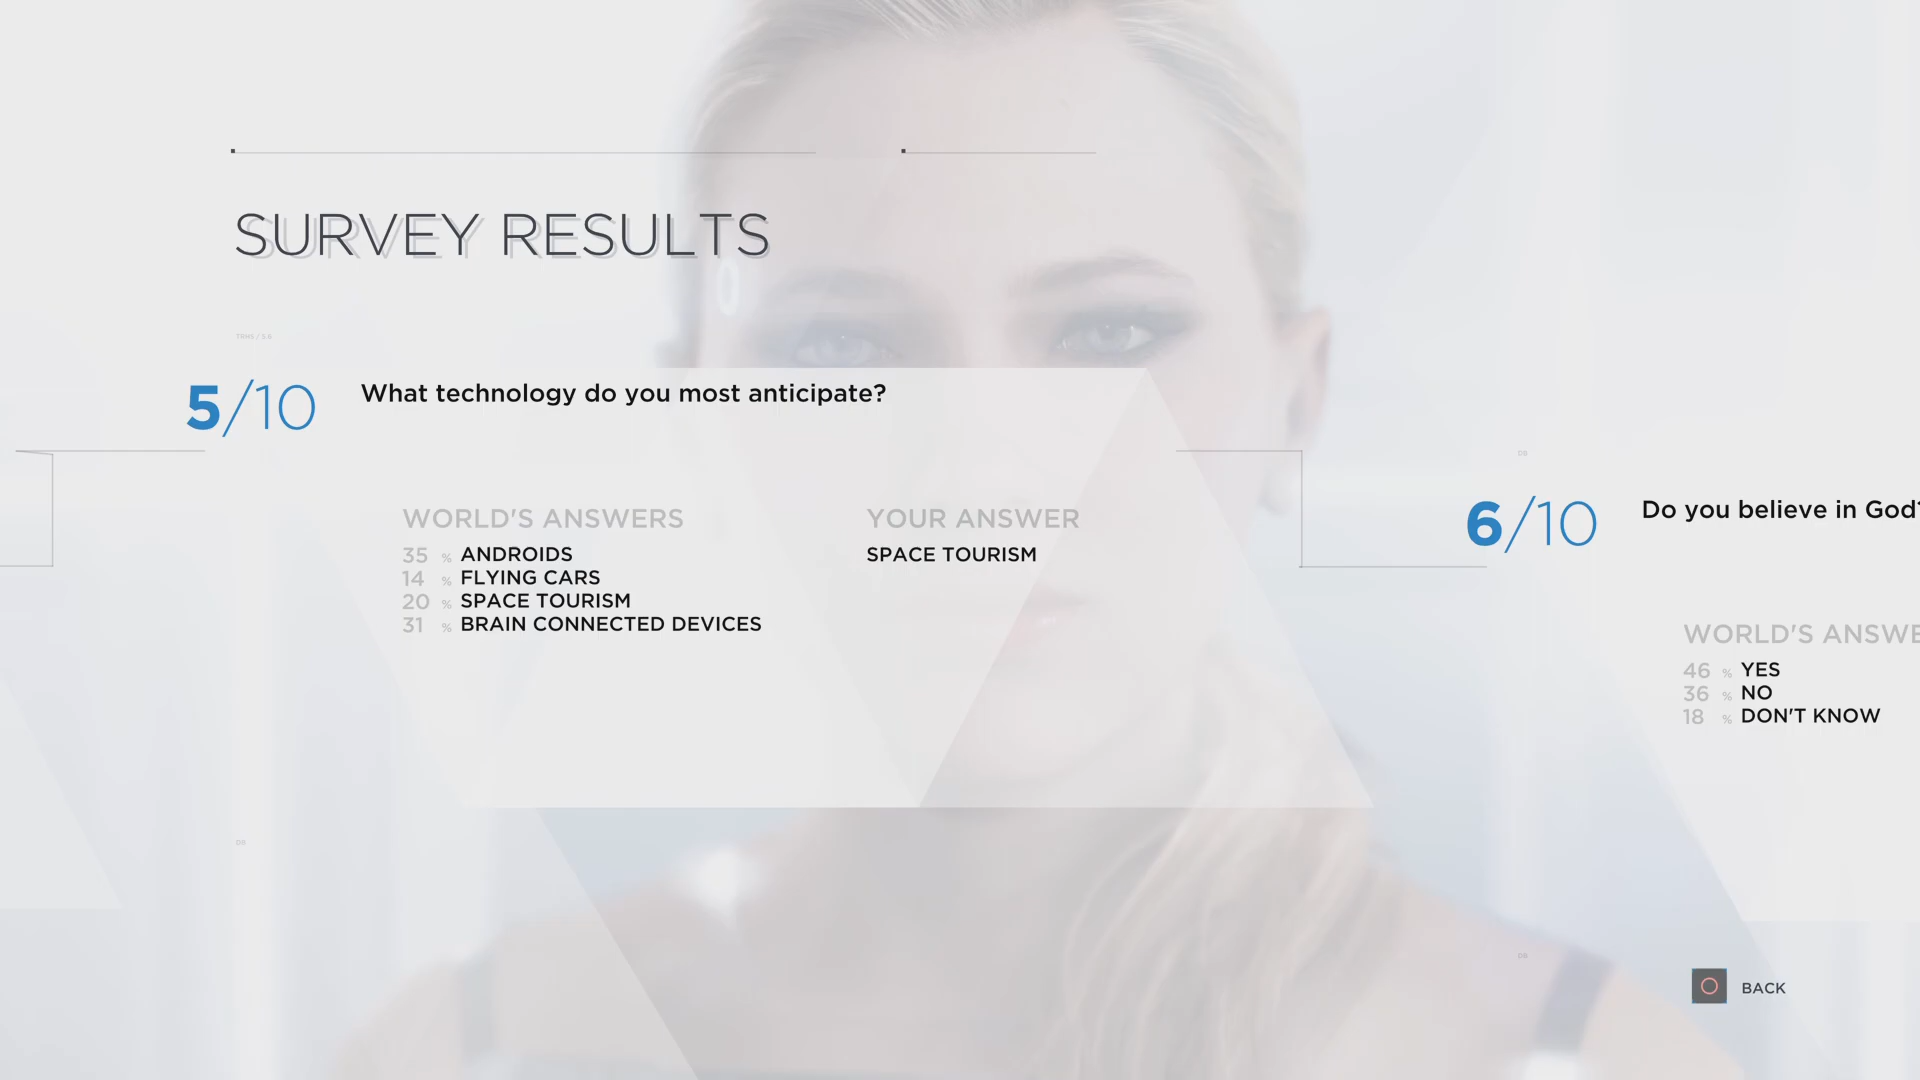 SURVEY RESULTS
5/10
What technology do you most anticipate?
WORLD'S ANSWERS
35 % ANDROIDS
14 % FLYING CARS
20 % SPACE TOURISM
31 % BRAIN CONNECTED DEVICES
YOUR ANSWER
SPACE TOURISM
6/10
Do you believe in God?
WORLD'S ANSWE
46 % YES
36 % NO
18 % DON'T KNOW
BACK